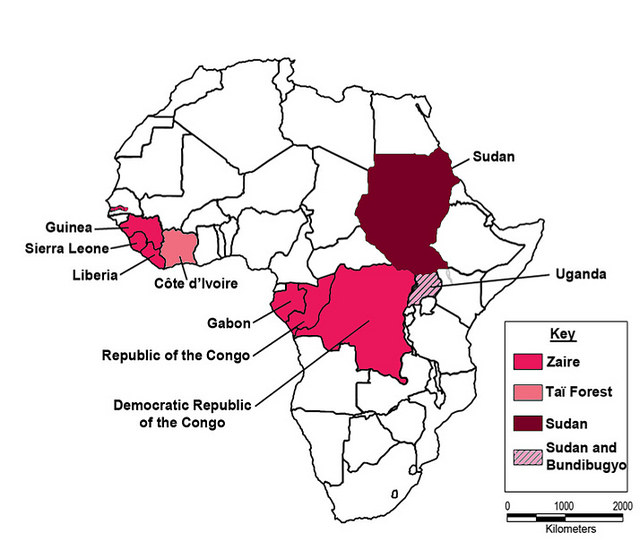 Sudan
Guinea
Sierra Leone
Liberia
Côte d'Ivoire
Uganda
Gabon
Republic of the Congo
Democratic Republic
of the Congo
Key
Zaire
Taï Forest
Sudan
Sudan and
Bundibugyo
0 1000 2000
Kilometers